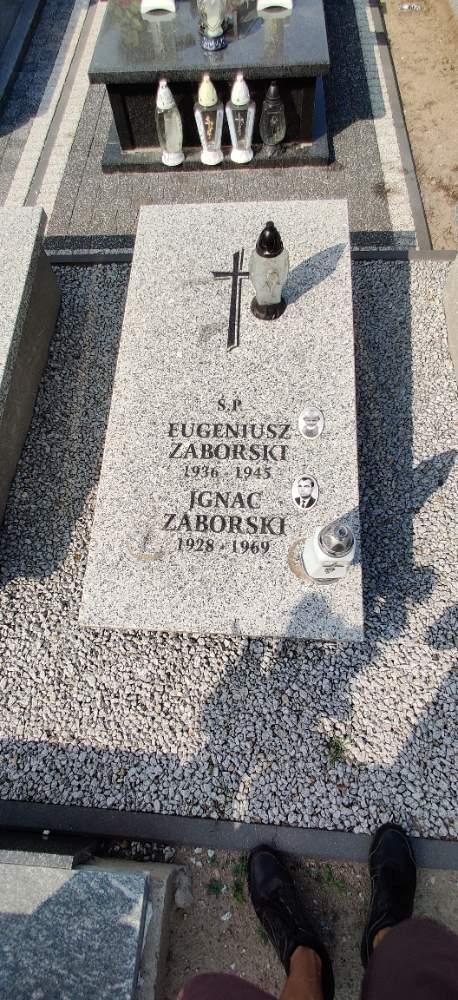 Ś.P.
EUGENIUSZ
ZABORSKI
1936 - 1945
IGNAC
ZABORSKI
1928 - 1969